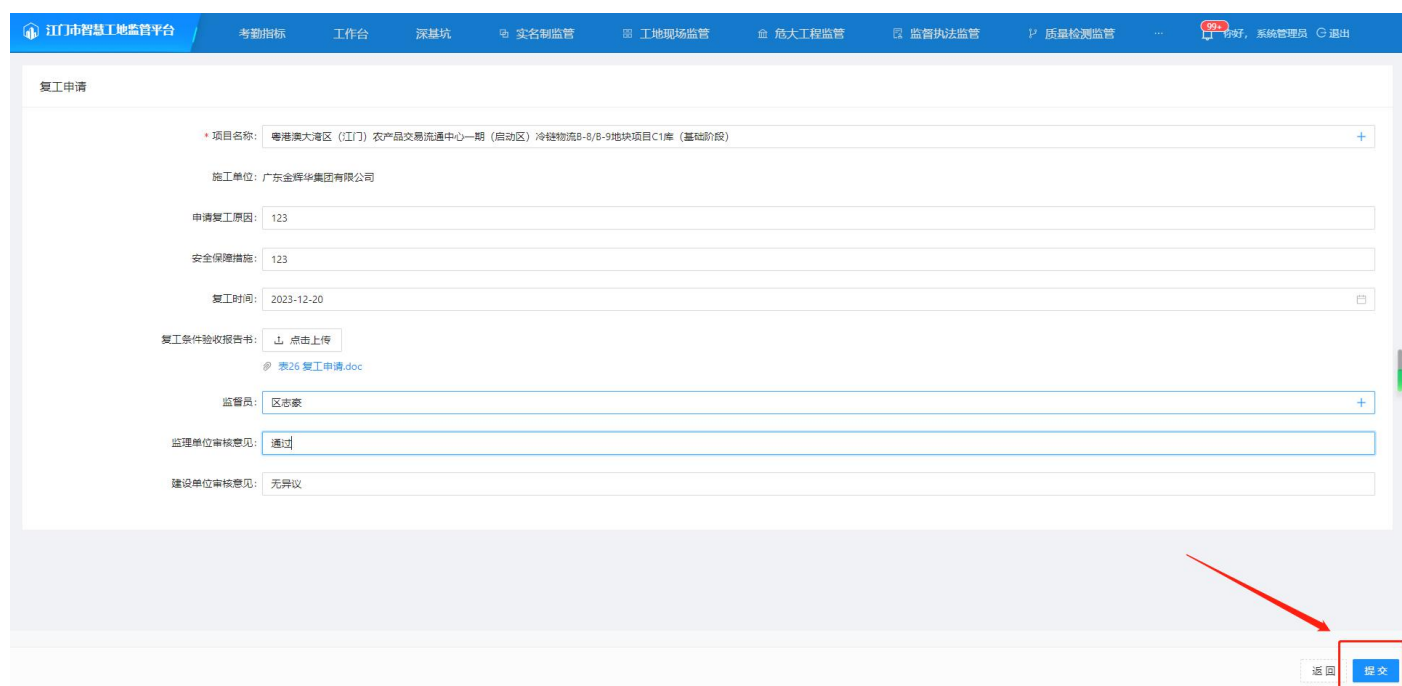 江门市智慧工地监管平台 考勤指标 工作台 深基坑 实名制监管 工地现场监管 危大工程监管 监督执法监管 质量检测监管 ... 99+ 你好，系统管理员 退出
复工申请
* 项目名称: 粤港澳大湾区（江门）农产品交易流通中心一期（启动区）冷链物流B-8/B-9地块项目C1库（基础阶段） +
施工单位: 广东金辉华集团有限公司
申请复工原因: 123
安全保障措施: 123
复工时间: 2023-12-20
复工条件验收报告书: 点击上传
表26 复工申请.doc
监督员: 区志豪 +
监理单位审核意见: 通过
建设单位审核意见: 无异议
返回 提交